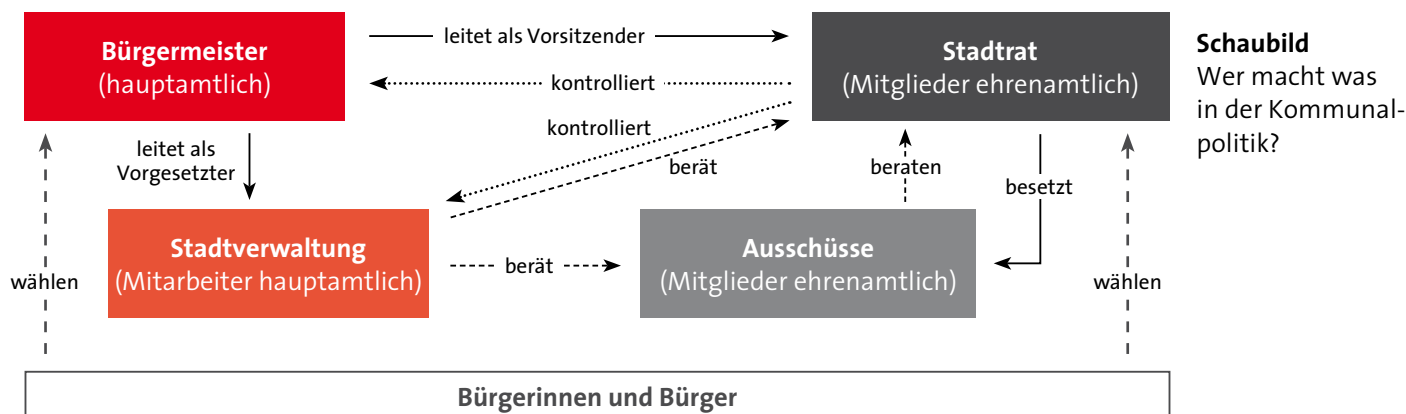 Bürgermeister
(hauptamtlich)
leitet als Vorsitzender
Stadtrat
(Mitglieder ehrenamtlich)
Schaubild
Wer macht was
in der Kommunal-
politik?
kontrolliert
kontrolliert
leitet als
Vorgesetzter
berät
beraten
besetzt
Stadtverwaltung
(Mitarbeiter hauptamtlich)
berät
Ausschüsse
(Mitglieder ehrenamtlich)
wählen
wählen
Bürgerinnen und Bürger